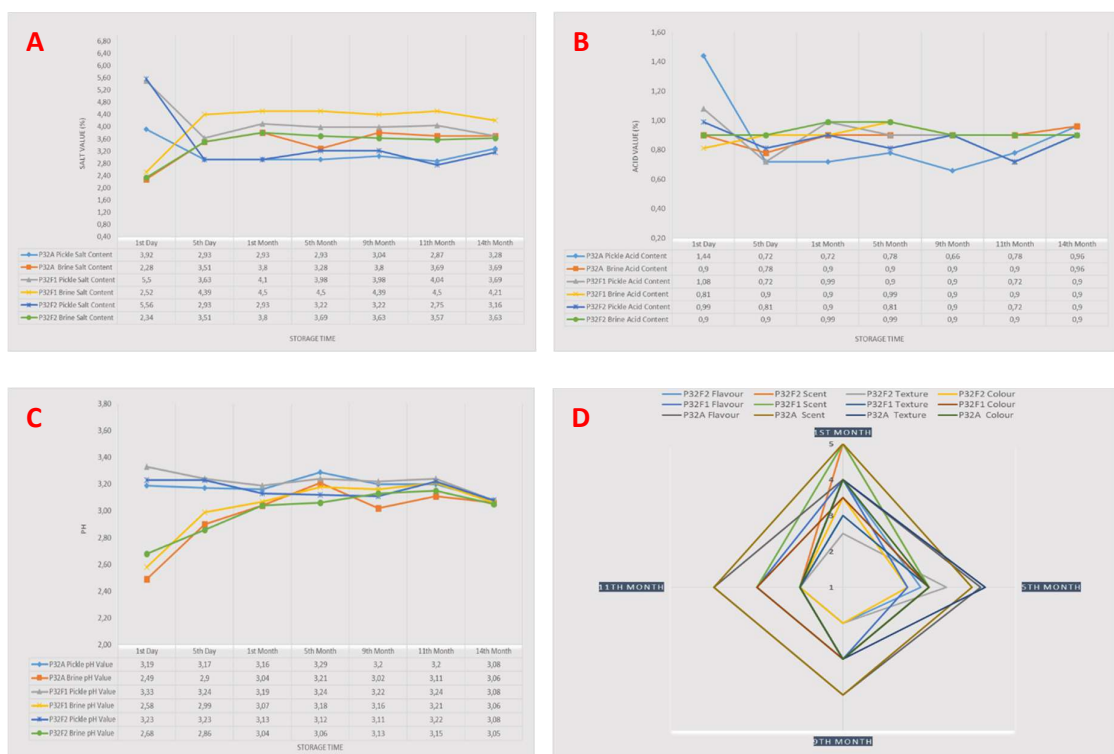 A
6,80
6,40
6,00
5,60
5,20
4,80
4,40
4,00
3,60
3,20
2,80
2,40
2,00
1,60
1,20
0,80
0,40
SALT VALUE (%)
1st Day 5th Day 1st Month 5th Month 9th Month 11th Month 14th Month
P32A Pickle Salt Content 3,92 2,93 2,93 2,93 3,04 2,87 3,28
P32A Brine Salt Content 2,28 3,51 3,8 3,28 3,8 3,69 3,69
P32F1 Pickle Salt Content 5,5 3,63 4,1 3,98 3,98 4,04 3,69
P32F1 Brine Salt Content 2,52 4,39 4,5 4,5 4,39 4,5 4,21
P32F2 Pickle Salt Content 5,56 2,93 2,93 3,22 3,22 2,75 3,16
P32F2 Brine Salt Content 2,34 3,51 3,8 3,69 3,63 3,57 3,63
STORAGE TIME
B
1,60
1,40
1,20
1,00
0,80
0,60
0,40
0,20
ACID VALUE(%)
1st Day 5th Day 1st Month 5th Month 9th Month 11th Month 14th Month
P32A Pickle Acid Content 1,44 0,72 0,72 0,78 0,66 0,78 0,96
P32A Brine Acid Content 0,9 0,78 0,9 0,9 0,9 0,9 0,96
P32F1 Pickle Acid Content 1,08 0,72 0,99 0,9 0,9 0,72 0,9
P32F1 Brine Acid Content 0,81 0,9 0,9 0,99 0,9 0,9 0,9
P32F2 Pickle Acid Content 0,99 0,81 0,9 0,81 0,9 0,72 0,9
P32F2 Brine Acid Content 0,9 0,9 0,99 0,99 0,9 0,9 0,9
STORAGE TIME
C
3,80
3,60
3,40
3,20
3,00
2,80
2,60
2,40
2,20
2,00
PH
1st Day 5th Day 1st Month 5th Month 9th Month 11th Month 14th Month
P32A Pickle pH Value 3,19 3,17 3,16 3,29 3,2 3,2 3,08
P32A Brine pH Value 2,49 2,9 3,04 3,21 3,02 3,11 3,06
P32F1 Pickle pH Value 3,33 3,24 3,19 3,24 3,22 3,24 3,08
P32F1 Brine pH Value 2,58 2,99 3,07 3,18 3,16 3,21 3,06
P32F2 Pickle pH Value 3,23 3,23 3,13 3,12 3,11 3,22 3,08
P32F2 Brine pH Value 2,68 2,86 3,04 3,06 3,13 3,15 3,05
STORAGE TIME
D
P32F2 Flavour P32F2 Scent P32F2 Texture P32F2 Colour
P32F1 Flavour P32F1 Scent P32F1 Texture P32F1 Colour
P32A Flavour P32A Scent P32A Texture P32A Colour
1ST MONTH
5
4
3
2
1
11TH MONTH
5TH MONTH
9TH MONTH